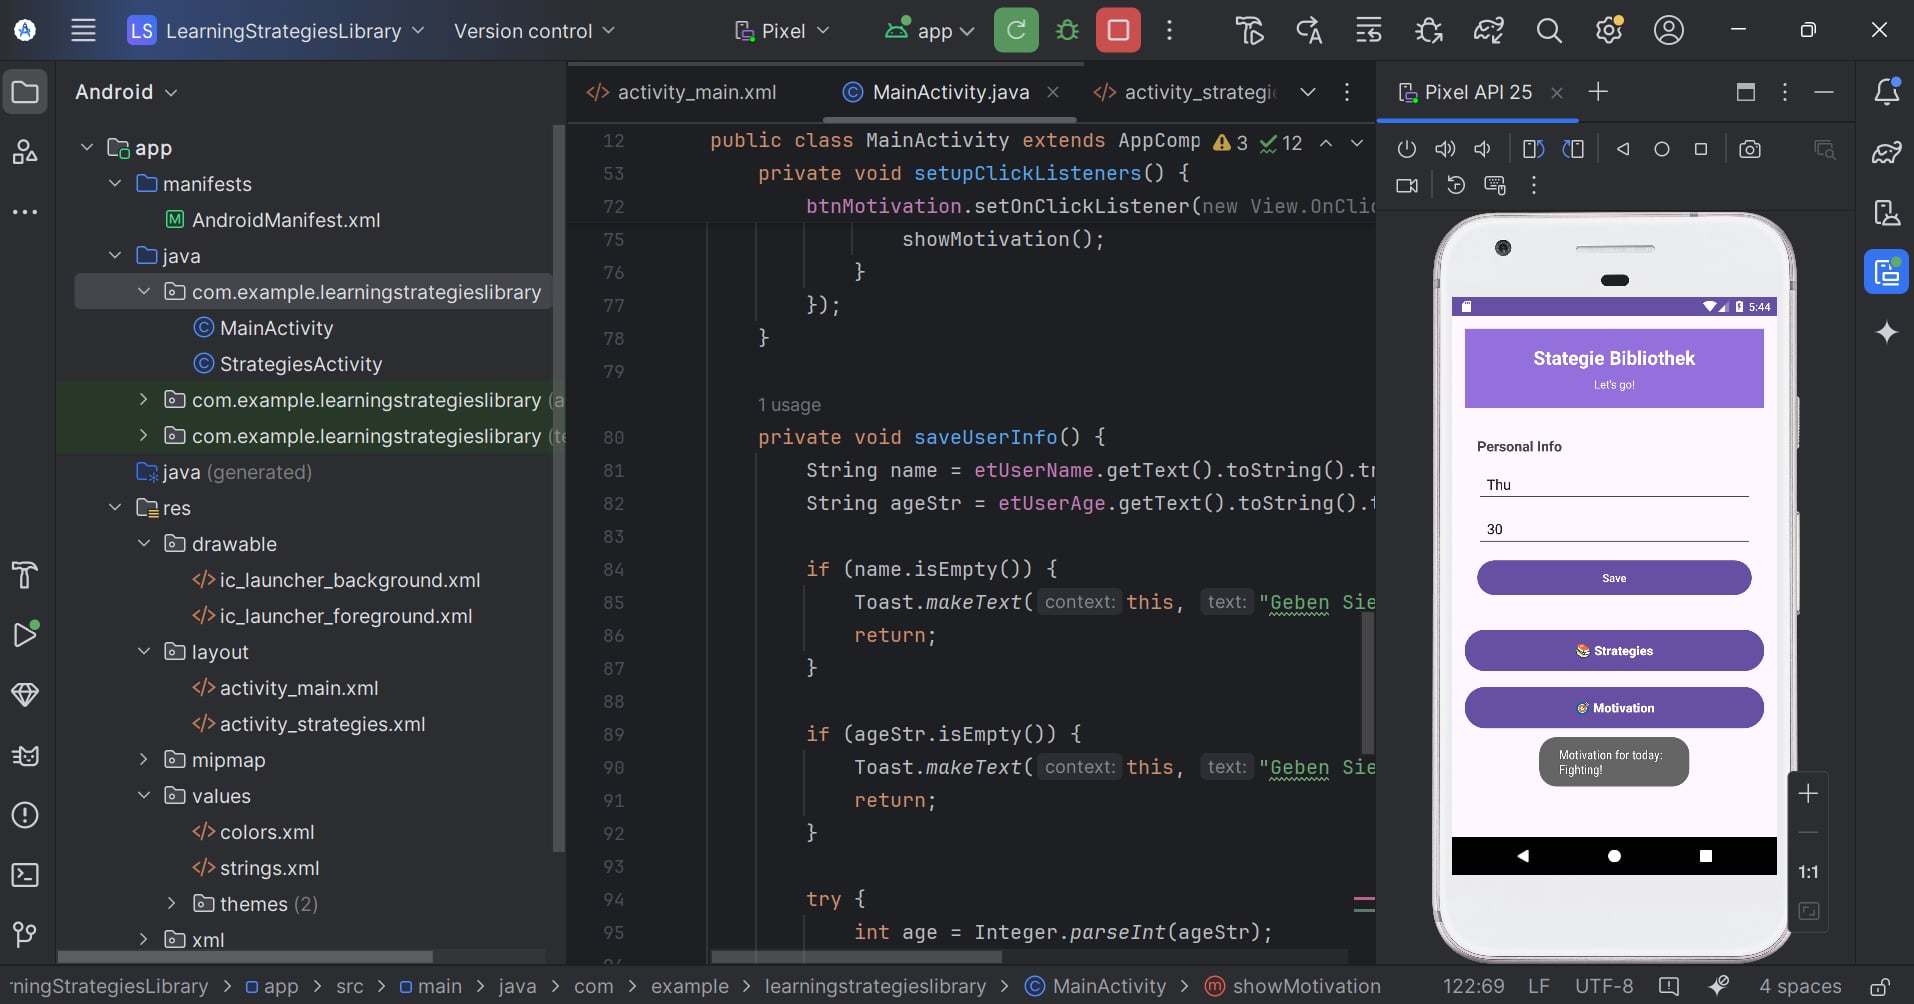 LS LearningStrategiesLibrary Version control Pixel app
Android
app
manifests
AndroidManifest.xml
java
com.example.learningstrategieslibrary
MainActivity
StrategiesActivity
com.example.learningstrategieslibrary (a
com.example.learningstrategieslibrary (te
java (generated)
res
drawable
ic_launcher_background.xml
ic_launcher_foreground.xml
layout
activity_main.xml
activity_strategies.xml
mipmap
values
colors.xml
strings.xml
themes (2)
xml
activity_main.xml MainActivity.java activity_strategi
3 12
12 public class MainActivity extends AppComp
53 private void setupClickListeners() {
72 btnMotivation.setOnClickListener(new View.OnClic
75 showMotivation();
76 }
77 });
78 }
79
1 usage
80 private void saveUserInfo() {
81 String name = etUserName.getText().toString().tr
82 String ageStr = etUserAge.getText().toString().t
83
84 if (name.isEmpty()) {
85 Toast.makeText( context: this, text: "Geben Sie
86 return;
87 }
88
89 if (ageStr.isEmpty()) {
90 Toast.makeText( context: this, text: "Geben Sie
91 return;
92 }
93
94 try {
95 int age = Integer.parseInt(ageStr);
Pixel API 25
5:44
Stategie Bibliothek
Let's go!
Personal Info
Thu
30
Save
Strategies
Motivation
Motivation for today:
Fighting!
1:1
rningStrategiesLibrary > app > src > main > java > com > example > learningstrategieslibrary > MainActivity > showMotivation 122:69 LF UTF-8 4 spaces